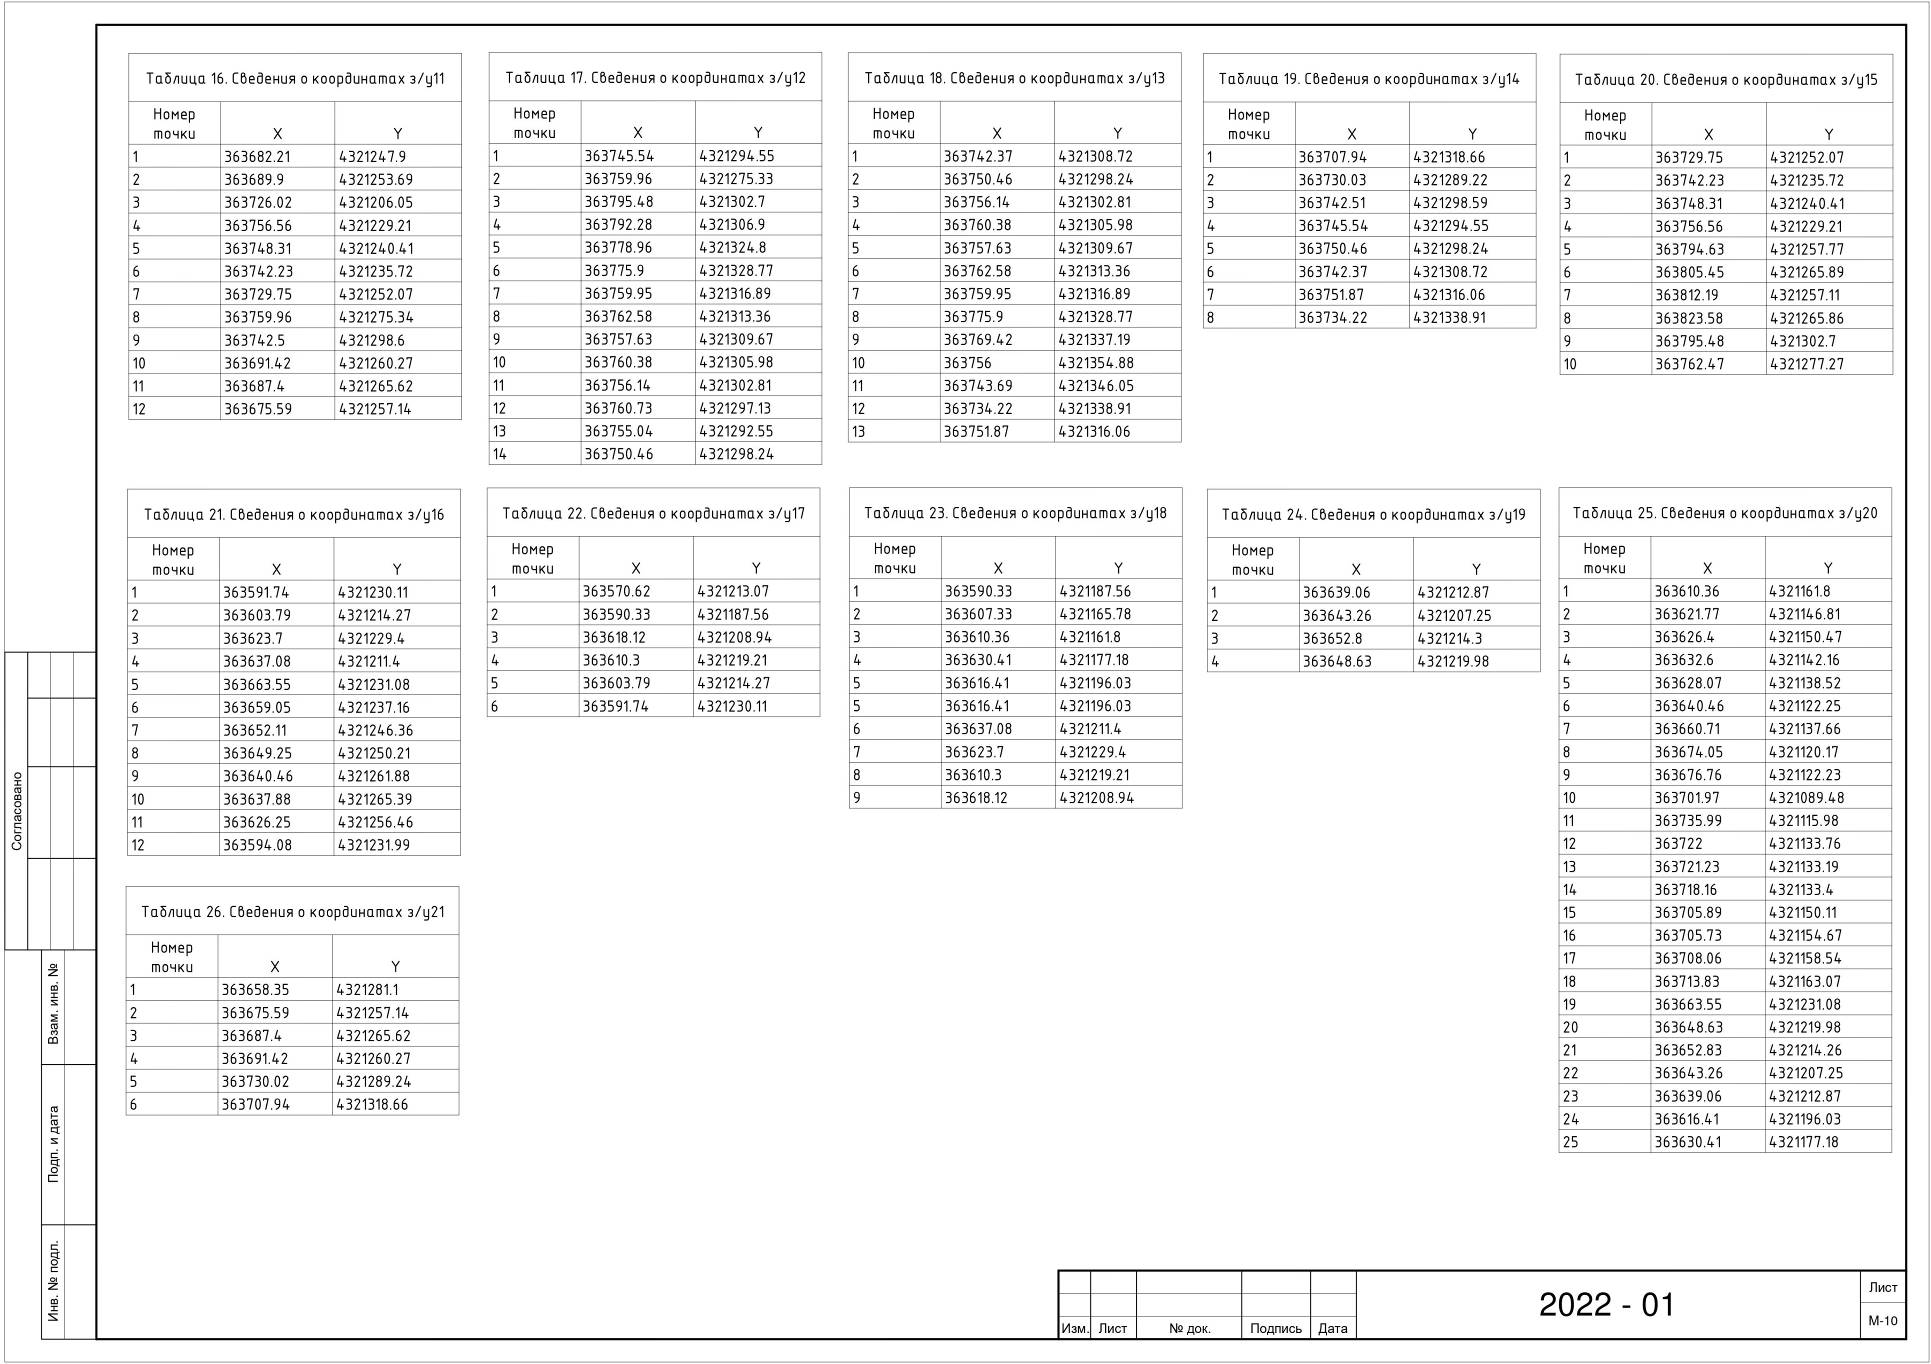 Таблица 16. Сведения о координатах з/у11
Номер точки X Y
1 363682.21 4321247.9
2 363689.9 4321253.69
3 363726.02 4321206.05
4 363756.56 4321229.21
5 363748.31 4321240.41
6 363742.23 4321235.72
7 363729.75 4321252.07
8 363759.96 4321275.34
9 363742.5 4321298.6
10 363691.42 4321260.27
11 363687.4 4321265.62
12 363675.59 4321257.14
Таблица 17. Сведения о координатах з/у12
Номер точки X Y
1 363745.54 4321294.55
2 363759.96 4321275.33
3 363795.48 4321302.7
4 363792.28 4321306.9
5 363778.96 4321324.8
6 363775.9 4321328.77
7 363759.95 4321316.89
8 363762.58 4321313.36
9 363757.63 4321309.67
10 363760.38 4321305.98
11 363756.14 4321302.81
12 363760.73 4321297.13
13 363755.04 4321292.55
14 363750.46 4321298.24
Таблица 18. Сведения о координатах з/у13
Номер точки X Y
1 363742.37 4321308.72
2 363750.46 4321298.24
3 363756.14 4321302.81
4 363760.38 4321305.98
5 363757.63 4321309.67
6 363762.58 4321313.36
7 363759.95 4321316.89
8 363775.9 4321328.77
9 363769.42 4321337.19
10 363756 4321354.88
11 363743.69 4321346.05
12 363734.22 4321338.91
13 363751.87 4321316.06
Таблица 19. Сведения о координатах з/у14
Номер точки X Y
1 363707.94 4321318.66
2 363730.03 4321289.22
3 363742.51 4321298.59
4 363745.54 4321294.55
5 363750.46 4321298.24
6 363742.37 4321308.72
7 363751.87 4321316.06
8 363734.22 4321338.91
Таблица 20. Сведения о координатах з/у15
Номер точки X Y
1 363729.75 4321252.07
2 363742.23 4321235.72
3 363748.31 4321240.41
4 363756.56 4321229.21
5 363794.63 4321257.77
6 363805.45 4321265.89
7 363812.19 4321257.11
8 363823.58 4321265.86
9 363795.48 4321302.7
10 363762.47 4321277.27
Таблица 21. Сведения о координатах з/у16
Номер точки X Y
1 363591.74 4321230.11
2 363603.79 4321214.27
3 363623.7 4321229.4
4 363637.08 4321211.4
5 363663.55 4321231.08
6 363659.05 4321237.16
7 363652.11 4321246.36
8 363649.25 4321250.21
9 363640.46 4321261.88
10 363637.88 4321265.39
11 363626.25 4321256.46
12 363594.08 4321231.99
Таблица 22. Сведения о координатах з/у17
Номер точки X Y
1 363570.62 4321213.07
2 363590.33 4321187.56
3 363618.12 4321208.94
4 363610.3 4321219.21
5 363603.79 4321214.27
6 363591.74 4321230.11
Таблица 23. Сведения о координатах з/у18
Номер точки X Y
1 363590.33 4321187.56
2 363607.33 4321165.78
3 363610.36 4321161.8
4 363630.41 4321177.18
5 363616.41 4321196.03
5 363616.41 4321196.03
6 363637.08 4321211.4
7 363623.7 4321229.4
8 363610.3 4321219.21
9 363618.12 4321208.94
Таблица 24. Сведения о координатах з/у19
Номер точки X Y
1 363639.06 4321212.87
2 363643.26 4321207.25
3 363652.8 4321214.3
4 363648.63 4321219.98
Таблица 25. Сведения о координатах з/у20
Номер точки X Y
1 363610.36 4321161.8
2 363621.77 4321146.81
3 363626.4 4321150.47
4 363632.6 4321142.16
5 363628.07 4321138.52
6 363640.46 4321122.25
7 363660.71 4321137.66
8 363674.05 4321120.17
9 363676.76 4321122.23
10 363701.97 4321089.48
11 363735.99 4321115.98
12 363722 4321133.76
13 363721.23 4321133.19
14 363718.16 4321133.4
15 363705.89 4321150.11
16 363705.73 4321154.67
17 363708.06 4321158.54
18 363713.83 4321163.07
19 363663.55 4321231.08
20 363648.63 4321219.98
21 363652.83 4321214.26
22 363643.26 4321207.25
23 363639.06 4321212.87
24 363616.41 4321196.03
25 363630.41 4321177.18
Таблица 26. Сведения о координатах з/у21
Номер точки X Y
1 363658.35 4321281.1
2 363675.59 4321257.14
3 363687.4 4321265.62
4 363691.42 4321260.27
5 363730.02 4321289.24
6 363707.94 4321318.66
Согласовано
Взам. инв. №
Подп. и дата
Инв. № подл.
Изм. Лист № док. Подпись Дата
2022 - 01
Лист
М-10